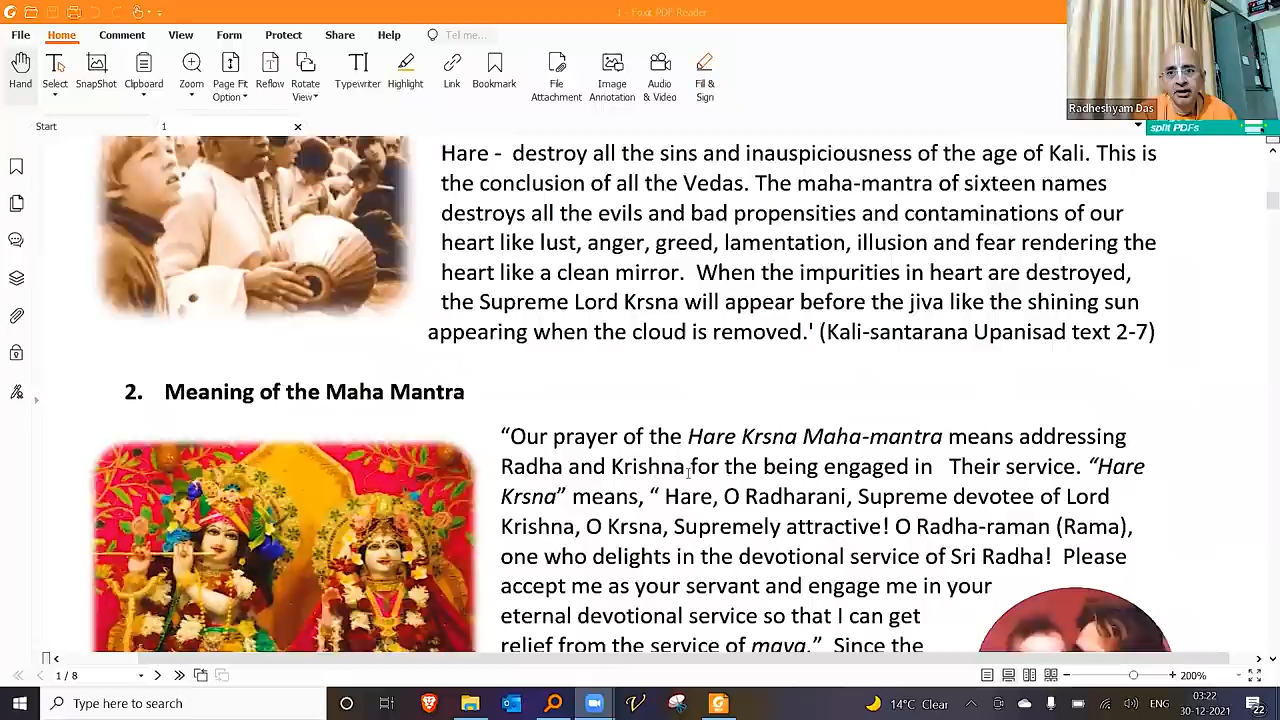 1 - Foxit PDF Reader
File Home Comment View Form Protect Share Help Tell me...
Hand Select SnapShot Clipboard Zoom Page Fit Option Reflow Rotate View Typewriter Highlight Link Bookmark File Attachment Image Annotation Audio & Video Fill & Sign
Radheshyam Das
Start 1
split PDFs
Hare - destroy all the sins and inauspiciousness of the age of Kali. This is
the conclusion of all the Vedas. The maha-mantra of sixteen names
destroys all the evils and bad propensities and contaminations of our
heart like lust, anger, greed, lamentation, illusion and fear rendering the
heart like a clean mirror. When the impurities in heart are destroyed,
the Supreme Lord Krsna will appear before the jiva like the shining sun
appearing when the cloud is removed.' (Kali-santarana Upanisad text 2-7)
2. Meaning of the Maha Mantra
“Our prayer of the Hare Krsna Maha-mantra means addressing
Radha and Krishna for the being engaged in Their service. “Hare
Krsna” means, “ Hare, O Radharani, Supreme devotee of Lord
Krishna, O Krsna, Supremely attractive! O Radha-raman (Rama),
one who delights in the devotional service of Sri Radha! Please
accept me as your servant and engage me in your
eternal devotional service so that I can get
relief from the service of maya.” Since the
1 / 8
200%
Type here to search
14°C Clear
ENG
03:22
30-12-2021
22